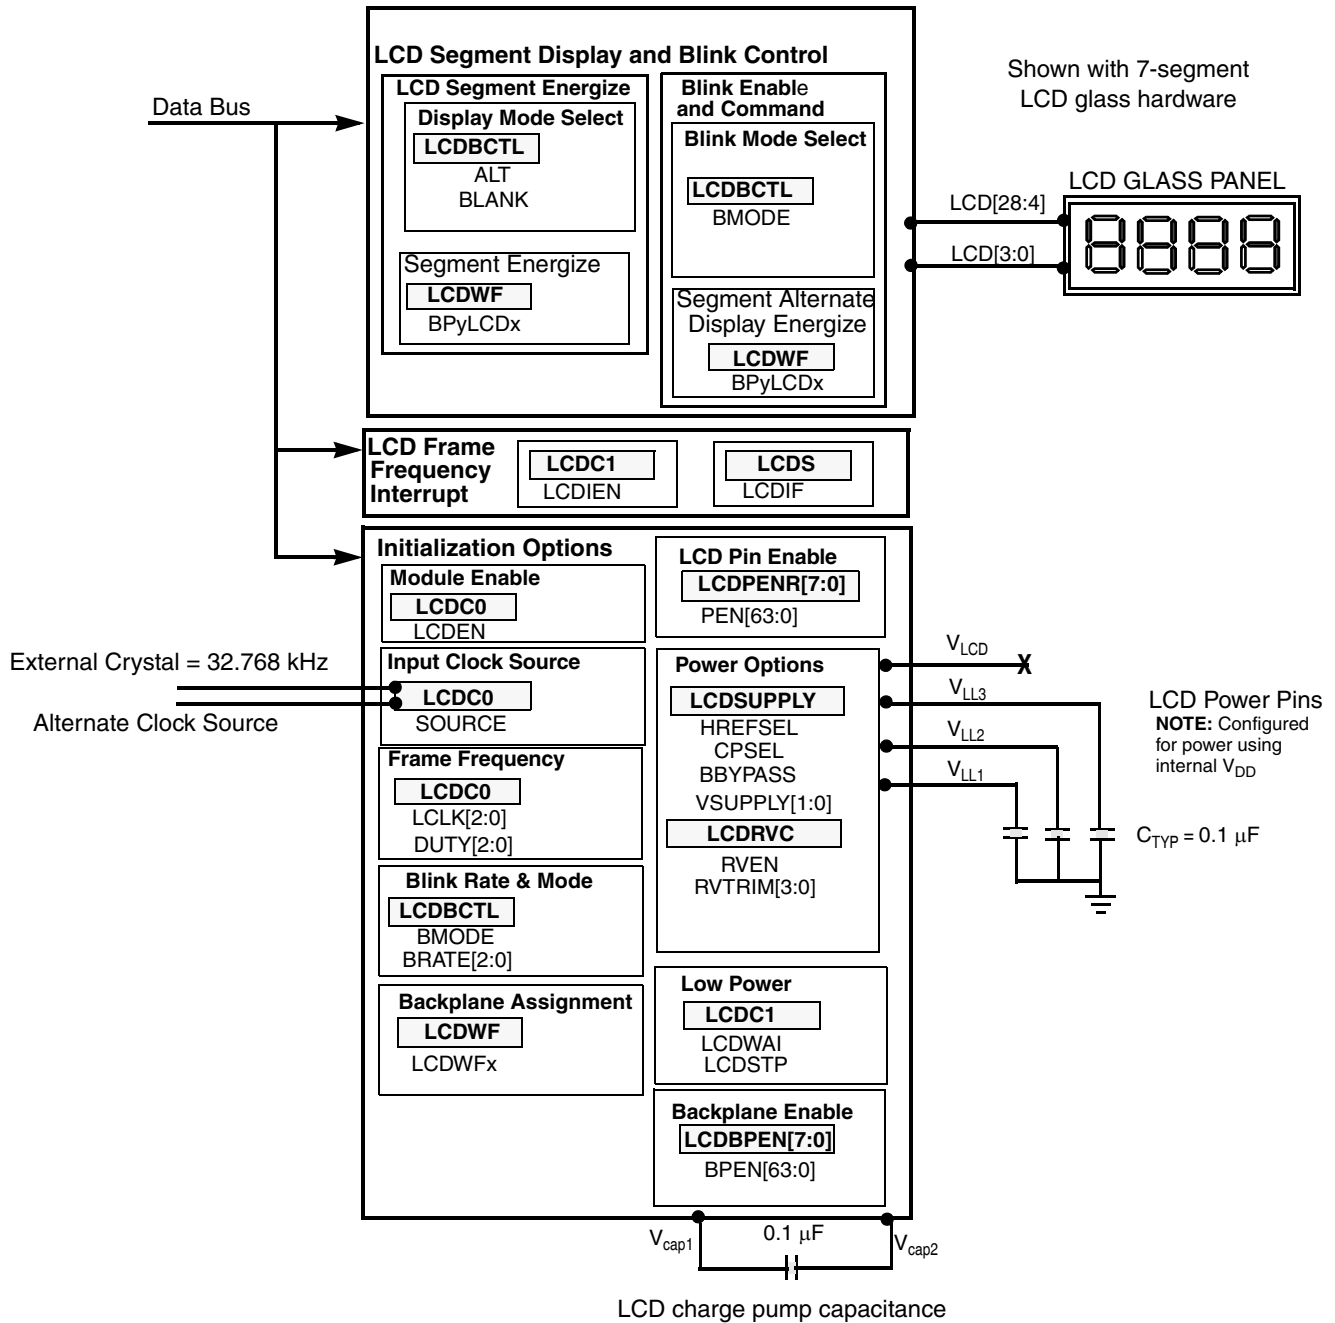 LCD Segment Display and Blink Control
LCD Segment Energize
Display Mode Select
LCDBCTL
ALT
BLANK
Segment Energize
LCDWF
BPyLCDx
Blink Enable
and Command
Blink Mode Select
LCDBCTL
BMODE
Segment Alternate
Display Energize
LCDWF
BPyLCDx
Data Bus
Shown with 7-segment
LCD glass hardware
LCD GLASS PANEL
LCD[28:4]
LCD[3:0]
LCD Frame
Frequency
Interrupt
LCDC1
LCDIEN
LCDS
LCDIF
Initialization Options
Module Enable
LCDC0
LCDEN
External Crystal = 32.768 kHz
Alternate Clock Source
Input Clock Source
LCDC0
SOURCE
Frame Frequency
LCDC0
LCLK[2:0]
DUTY[2:0]
Blink Rate & Mode
LCDBCTL
BMODE
BRATE[2:0]
Backplane Assignment
LCDWF
LCDWFx
LCD Pin Enable
LCDPENR[7:0]
PEN[63:0]
Power Options
LCDSUPPLY
HREFSEL
CPSEL
BBYPASS
VSUPPLY[1:0]
LCDRVC
RVEN
RVTRIM[3:0]
Low Power
LCDC1
LCDWAI
LCDSTP
Backplane Enable
LCDBPEN[7:0]
BPEN[63:0]
VLCD
X
VLL3
VLL2
VLL1
LCD Power Pins
NOTE: Configured
for power using
internal VDD
CTYP = 0.1 μF
Vcap1
0.1 μF
Vcap2
LCD charge pump capacitance